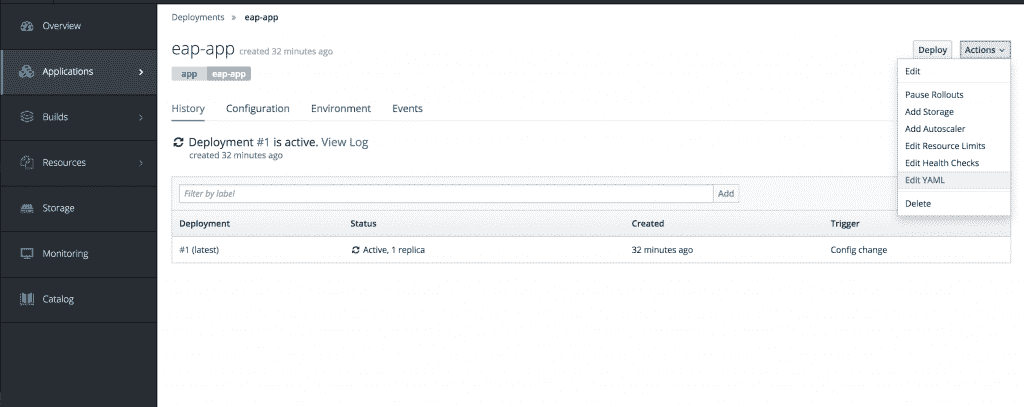 Overview
Applications
Builds
Resources
Storage
Monitoring
Catalog
Deployments » eap-app
eap-app created 32 minutes ago
app eap-app
Deploy Actions
Edit
Pause Rollouts
Add Storage
Add Autoscaler
Edit Resource Limits
Edit Health Checks
Edit YAML
Delete
History Configuration Environment Events
Deployment #1 is active. View Log
created 32 minutes ago
Filter by label Add
Deployment Status Created Trigger
#1 (latest) Active, 1 replica 32 minutes ago Config change